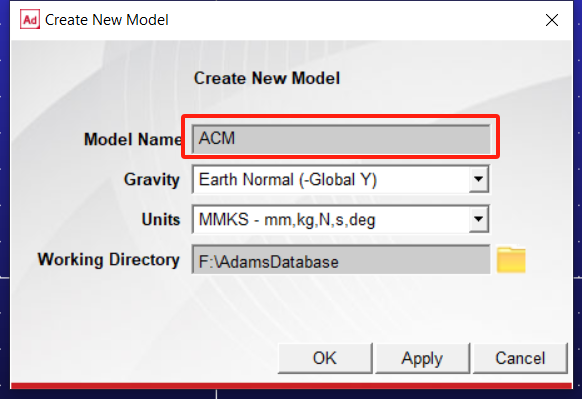 Ad Create New Model
Create New Model
Model Name ACM
Gravity Earth Normal (-Global Y)
Units MMKS - mm,kg,N,s,deg
Working Directory F:\AdamsDatabase
OK Apply Cancel